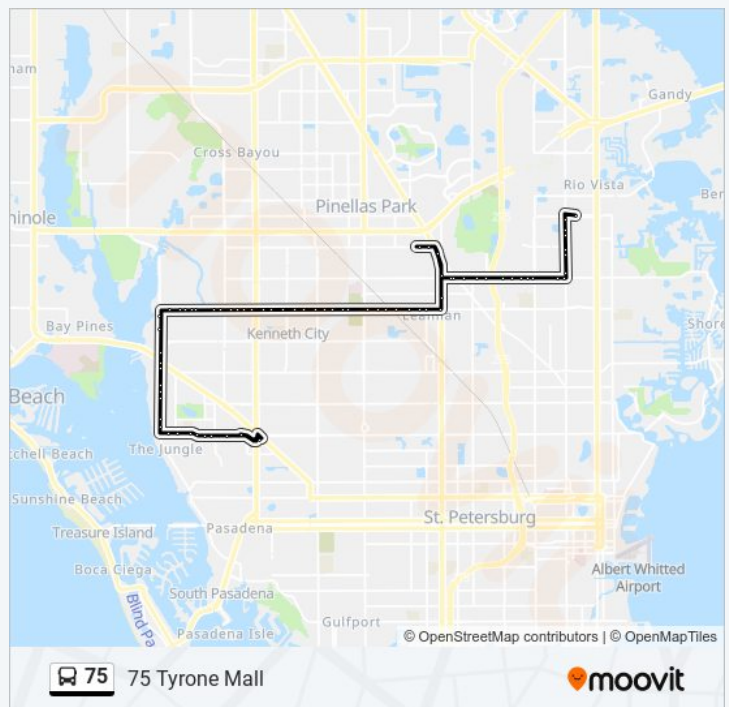 ham
Gandy
Cross Bayou
Rio Vista
Pinellas Park
Ber
ninole
Lealman
Bay Pines
Kenneth City
Shore
Beach
The Jungle
tchell Beach
Sunshine Beach
St. Petersburg
Treasure Island
Pasadena
Boca Ciega
Albert Whitted
Airport
South Pasadena
Blind Pa
Gulfport
Pasadena Isle
© OpenStreetMap contributors | © OpenMapTiles
75 75 Tyrone Mall
moovit